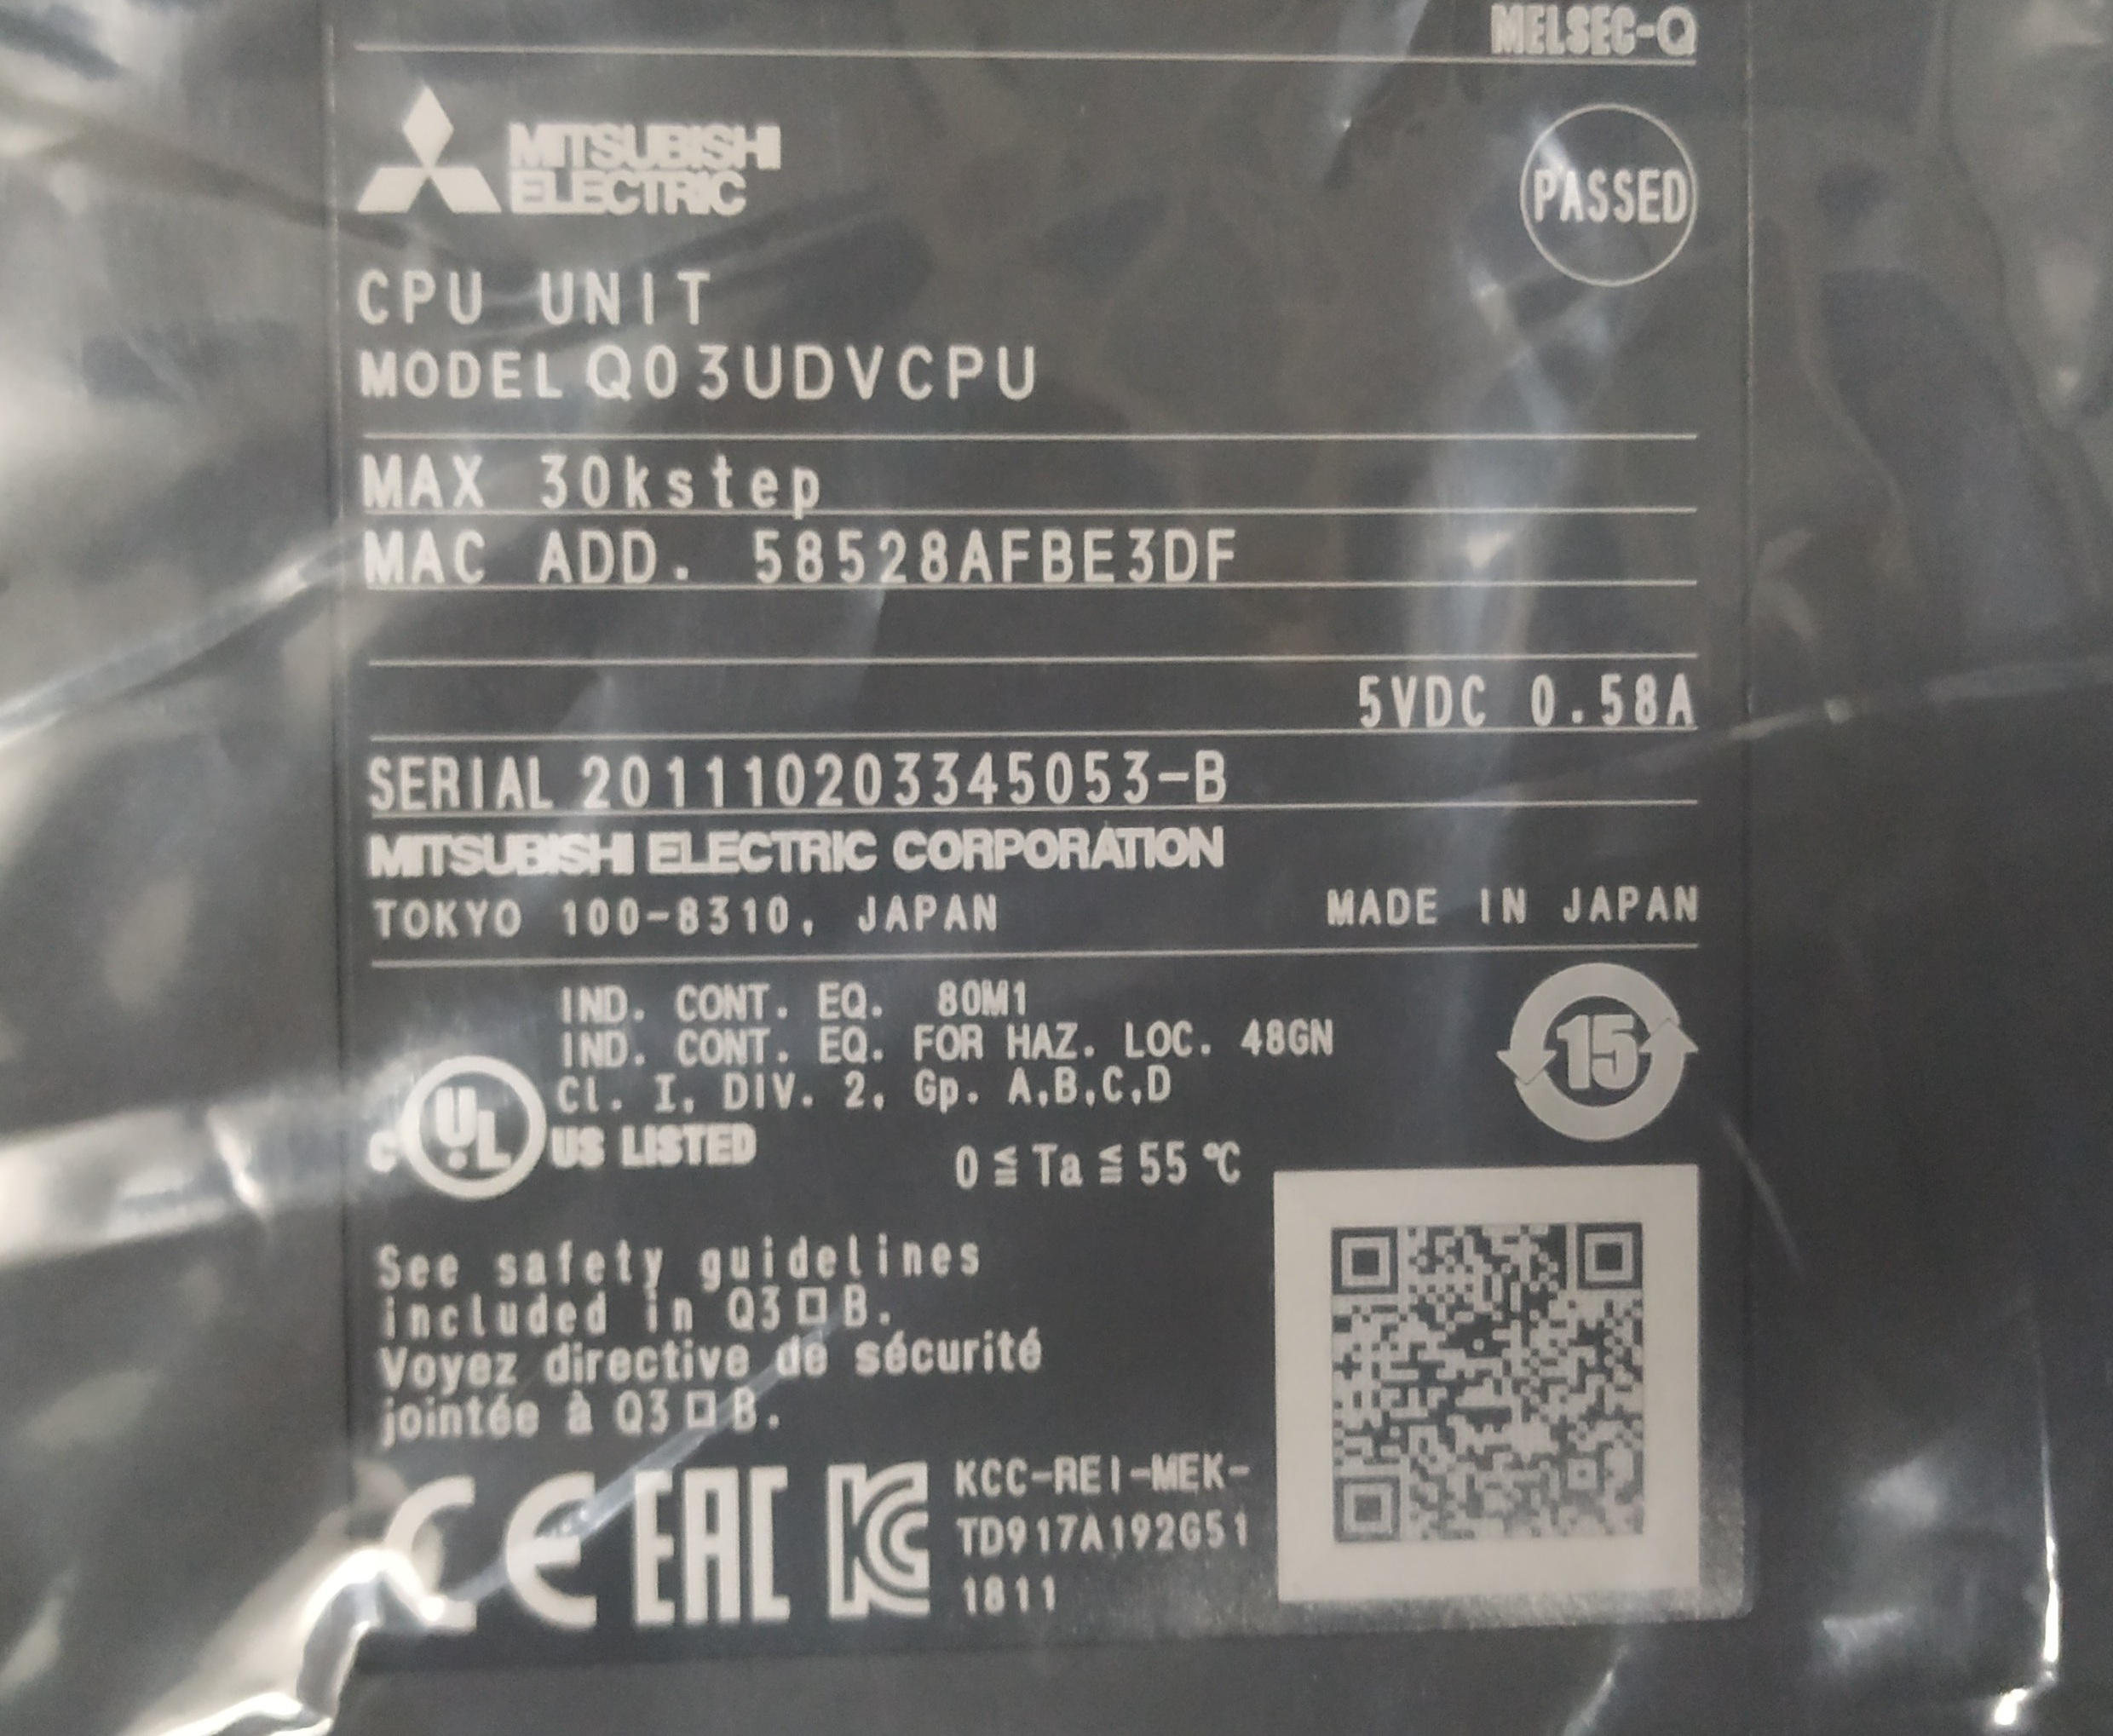 MELSEC-Q
MITSUBISHI
ELECTRIC
PASSED
CPU UNIT
MODEL Q03UDVCPU
MAX 30kstep
MAC ADD. 58528AFBE3DF
5VDC 0.58A
SERIAL 201110203345053-B
MITSUBISHI ELECTRIC CORPORATION
TOKYO 100-8310, JAPAN MADE IN JAPAN
IND. CONT. EQ. 80M1
IND. CONT. EQ. FOR HAZ. LOC. 48GN
Cl. I, DIV. 2, Gp. A,B,C,D
C UL US LISTED
0≦Ta≦55℃
15
See safety guidelines
included in Q3□B.
Voyez directive de sécurité
jointée à Q3□B.
CE EAC KC
KCC-REI-MEK-
TD917A192G51
1811